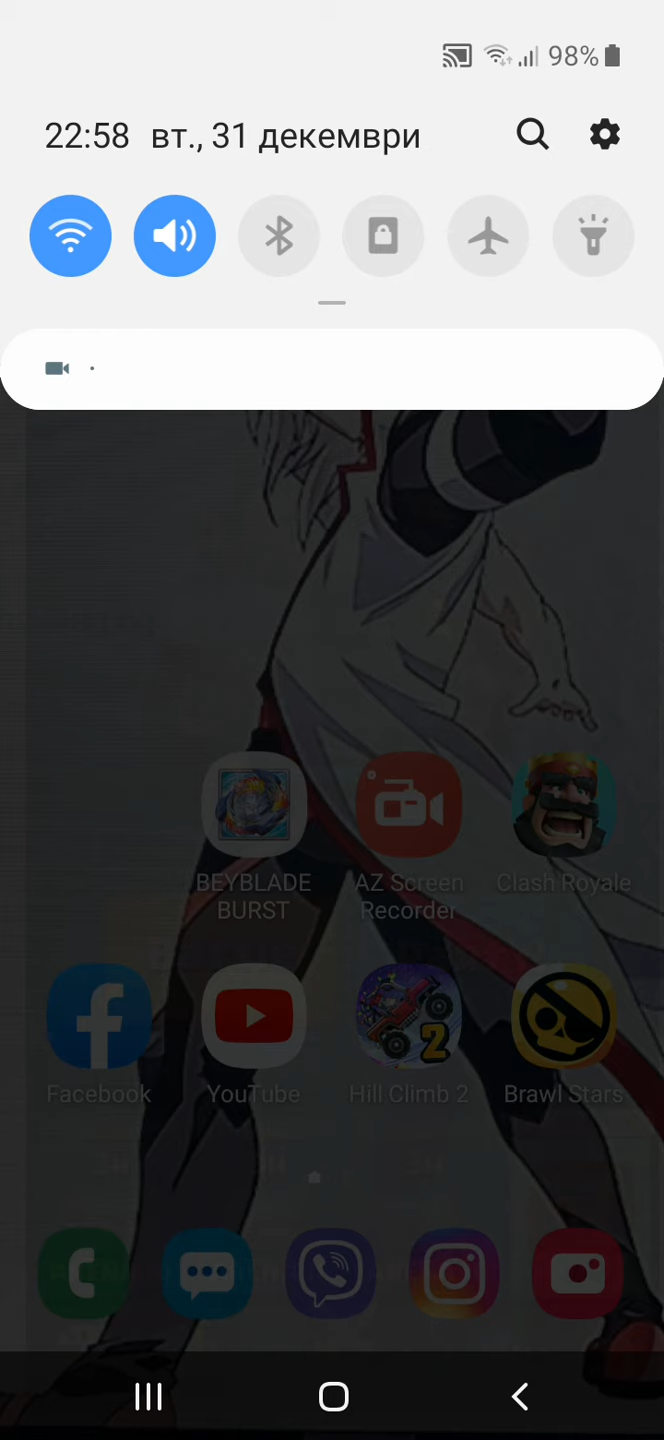 98%
22:58 вт., 31 декември
BEYBLADE
BURST
AZ Screen
Recorder
Clash Royale
Facebook
YouTube
Hill Climb 2
Brawl Stars